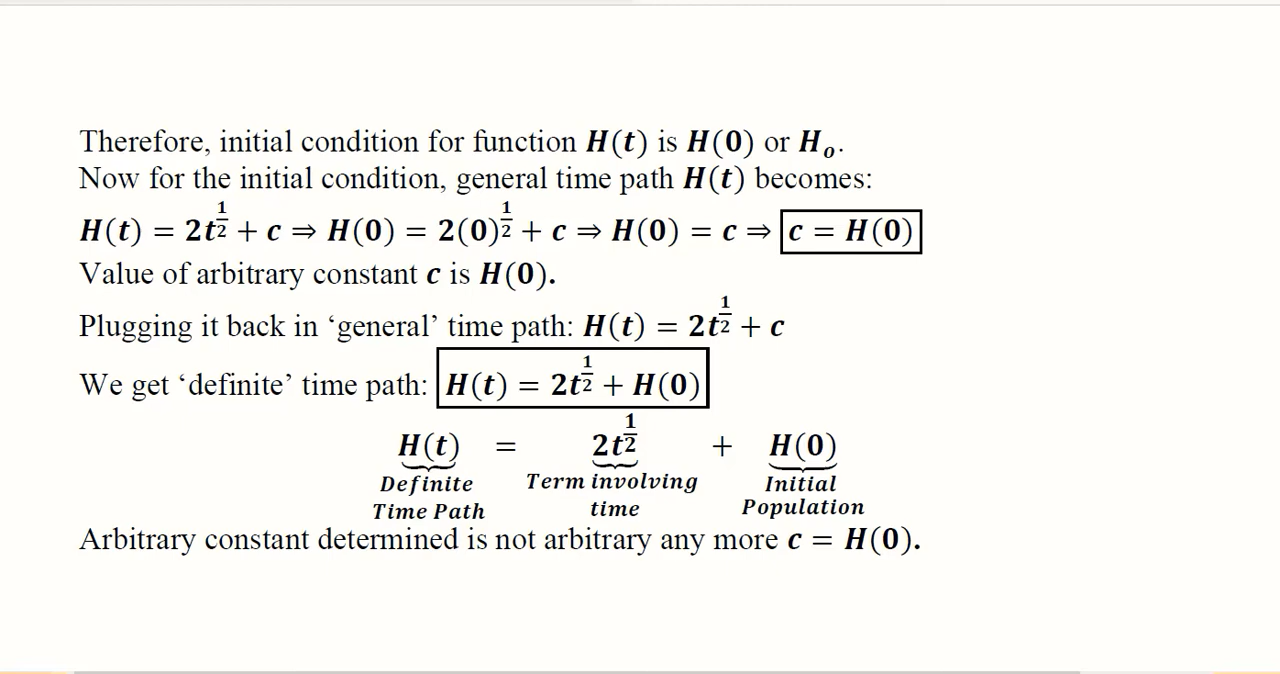 Therefore, initial condition for function H(t) is H(0) or Hₒ.
Now for the initial condition, general time path H(t) becomes:
H(t) = 2t^(1/2) + c ⇒ H(0) = 2(0)^(1/2) + c ⇒ H(0) = c ⇒ c = H(0)
Value of arbitrary constant c is H(0).
Plugging it back in ‘general’ time path: H(t) = 2t^(1/2) + c
We get ‘definite’ time path: H(t) = 2t^(1/2) + H(0)
H(t) = 2t^(1/2) + H(0)
Definite Term involving Initial
Time Path time Population
Arbitrary constant determined is not arbitrary any more c = H(0).